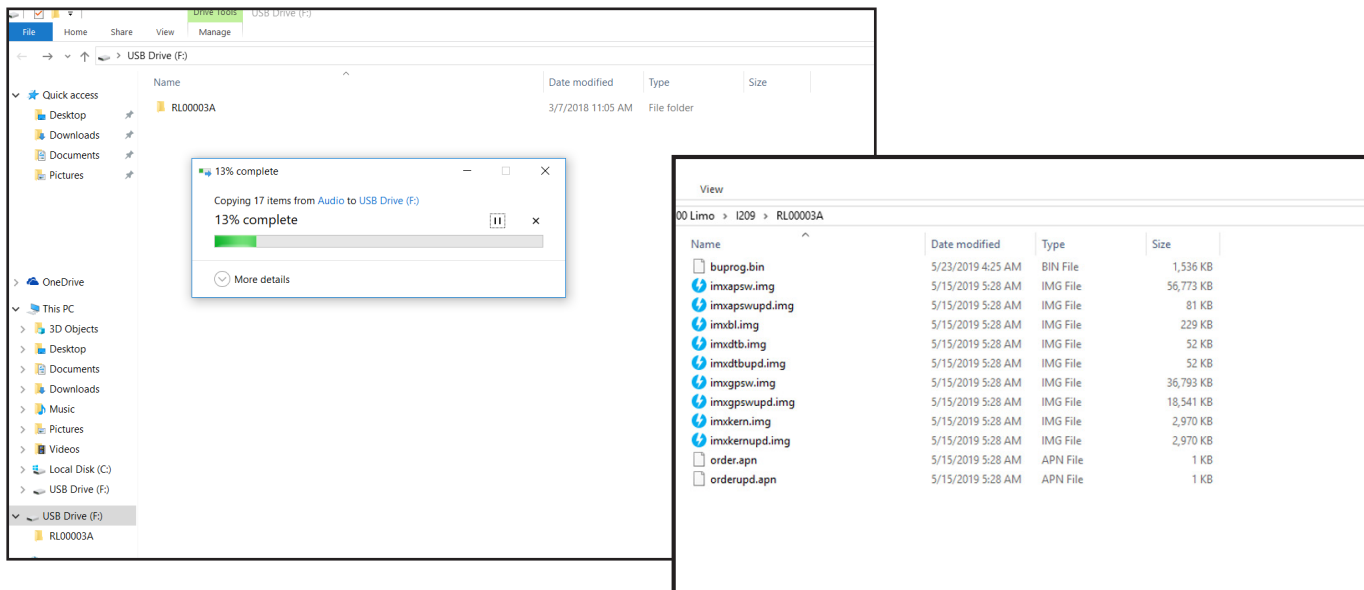 Drive Tools USB Drive (F:)
File Home Share View Manage
USB Drive (F:)
Name Date modified Type Size
RL00003A 3/7/2018 11:05 AM File folder
Quick access
Desktop
Downloads
Documents
Pictures
OneDrive
This PC
3D Objects
Desktop
Documents
Downloads
Music
Pictures
Videos
Local Disk (C:)
USB Drive (F:)
USB Drive (F:)
RL00003A
13% complete
Copying 17 items from Audio to USB Drive (F:)
13% complete
More details
View
00 Limo > I209 > RL00003A
Name Date modified Type Size
buprog.bin 5/23/2019 4:25 AM BIN File 1,536 KB
imxapsw.img 5/15/2019 5:28 AM IMG File 56,773 KB
imxapswupd.img 5/15/2019 5:28 AM IMG File 81 KB
imxbl.img 5/15/2019 5:28 AM IMG File 229 KB
imxdtb.img 5/15/2019 5:28 AM IMG File 52 KB
imxdtbupd.img 5/15/2019 5:28 AM IMG File 52 KB
imxgpsw.img 5/15/2019 5:28 AM IMG File 36,793 KB
imxgpswupd.img 5/15/2019 5:28 AM IMG File 18,541 KB
imxkern.img 5/15/2019 5:28 AM IMG File 2,970 KB
imxkernupd.img 5/15/2019 5:28 AM IMG File 2,970 KB
order.apn 5/15/2019 5:28 AM APN File 1 KB
orderupd.apn 5/15/2019 5:28 AM APN File 1 KB